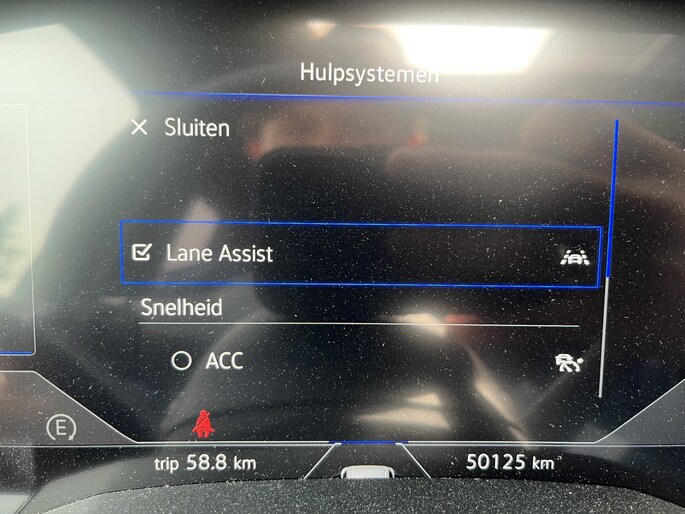 Hulpsystemen
Sluiten
Lane Assist
Snelheid
ACC
E
trip 58.8 km
50125 km